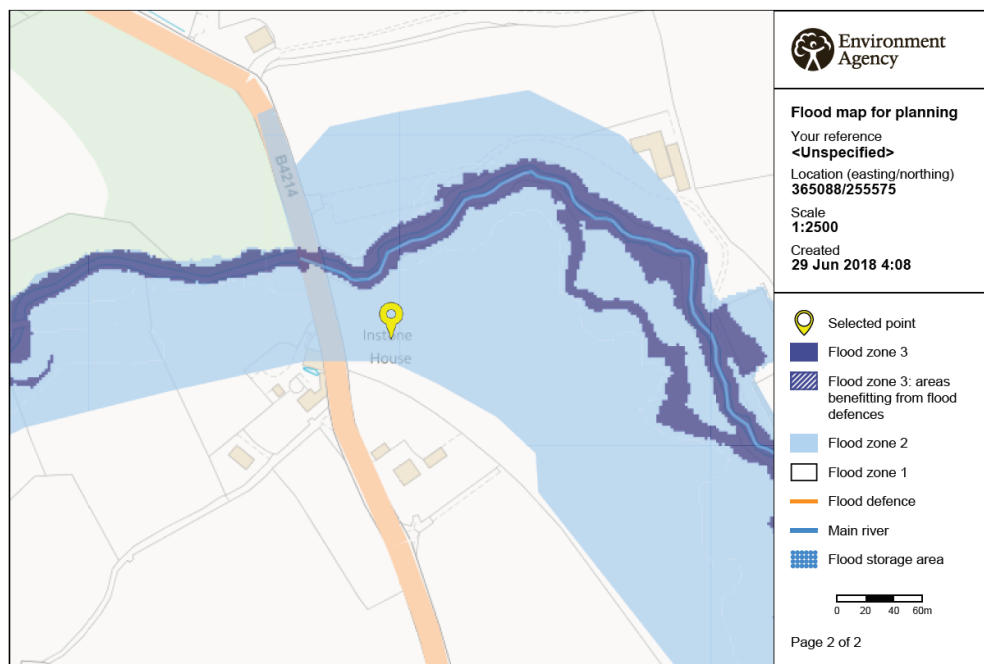 B4214
Instone
House
Environment
Agency
Flood map for planning
Your reference
<Unspecified>
Location (easting/northing)
365088/255575
Scale
1:2500
Created
29 Jun 2018 4:08
Selected point
Flood zone 3
Flood zone 3: areas
benefitting from flood
defences
Flood zone 2
Flood zone 1
Flood defence
Main river
Flood storage area
0 20 40 60m
Page 2 of 2